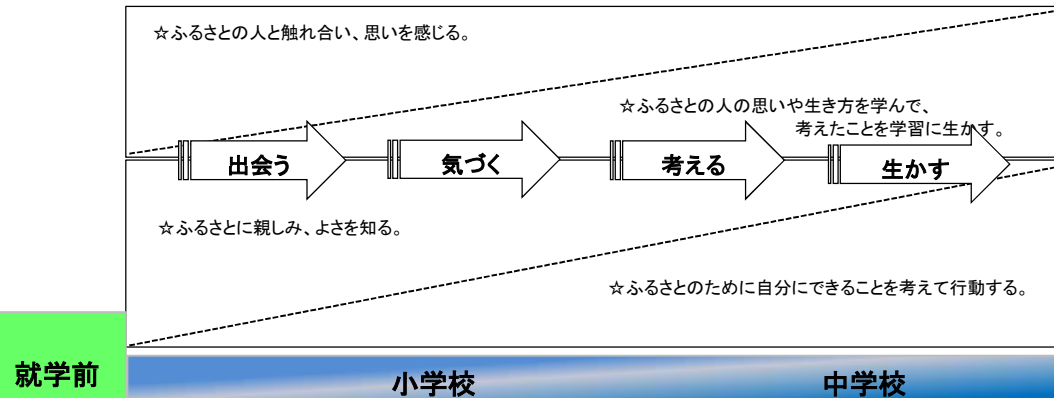 ☆ふるさとの人と触れ合い、思いを感じる。
☆ふるさとの人の思いや生き方を学んで、
考えたことを学習に生かす。
出会う
気づく
考える
生かす
☆ふるさとに親しみ、よさを知る。
☆ふるさとのために自分にできることを考えて行動する。
就学前
小学校
中学校